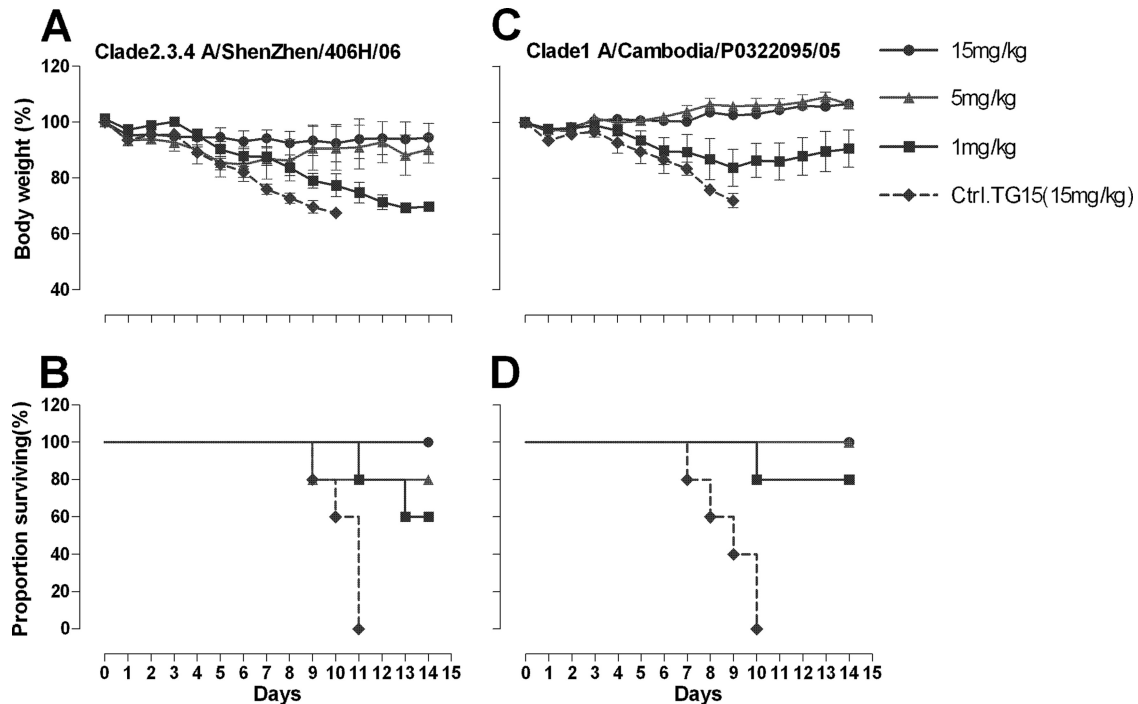 A
Clade2.3.4 A/ShenZhen/406H/06
120
100
80
60
40
Body weight (%)
C
Clade1 A/Cambodia/P0322095/05
15mg/kg
5mg/kg
1mg/kg
Ctrl.TG15(15mg/kg)
B
120
100
80
60
40
20
0
Proportion surviving(%)
0 1 2 3 4 5 6 7 8 9 10 11 12 13 14 15
Days
D
0 1 2 3 4 5 6 7 8 9 10 11 12 13 14 15
Days